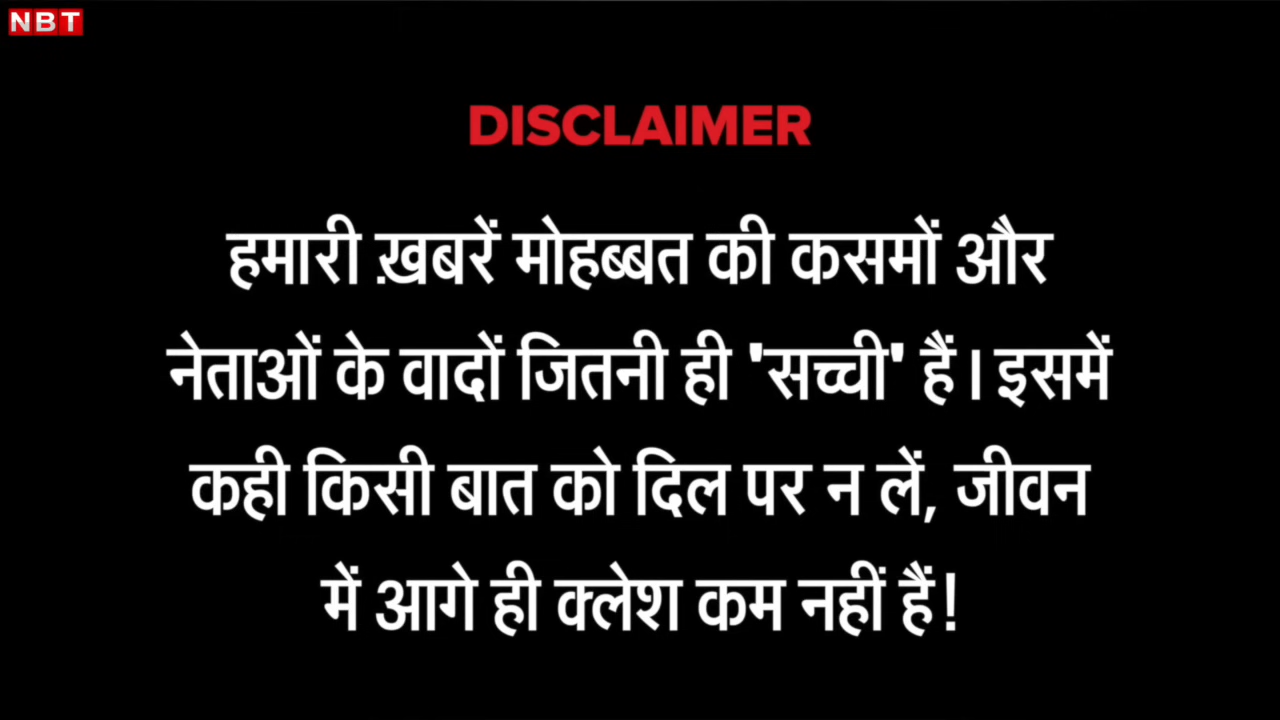 NBT
DISCLAIMER
हमारी ख़बरें मोहब्बत की कसमों और
नेताओं के वादों जितनी ही 'सच्ची' हैं। इसमें
कही किसी बात को दिल पर न लें, जीवन
में आगे ही क्लेश कम नहीं हैं!